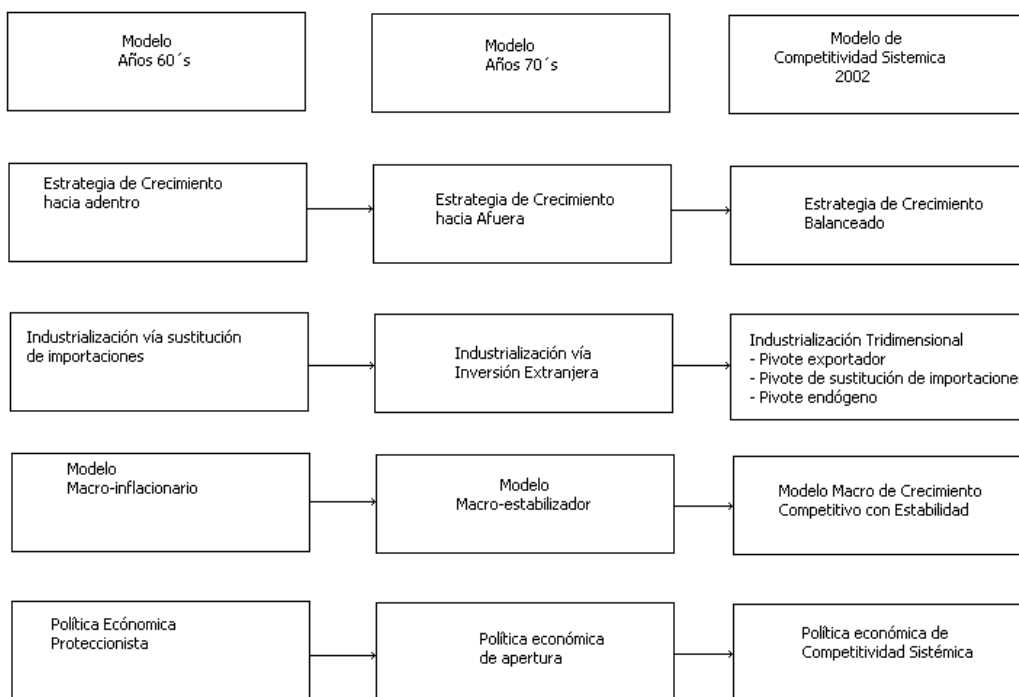 Modelo
Años 60´s
Modelo
Años 70´s
Modelo de
Competitividad Sistemica
2002
Estrategia de Crecimiento
hacia adentro
Estrategia de Crecimiento
hacia Afuera
Estrategia de Crecimiento
Balanceado
Industrialización vía sustitución
de importaciones
Industrialización vía
Inversión Extranjera
Industrialización Tridimensional
- Pivote exportador
- Pivote de sustitución de importaciones
- Pivote endógeno
Modelo
Macro-inflacionario
Modelo
Macro-estabilizador
Modelo Macro de Crecimiento
Competitivo con Estabilidad
Política Ecónomica
Proteccionista
Política económica
de apertura
Política económica de
Competitividad Sistémica